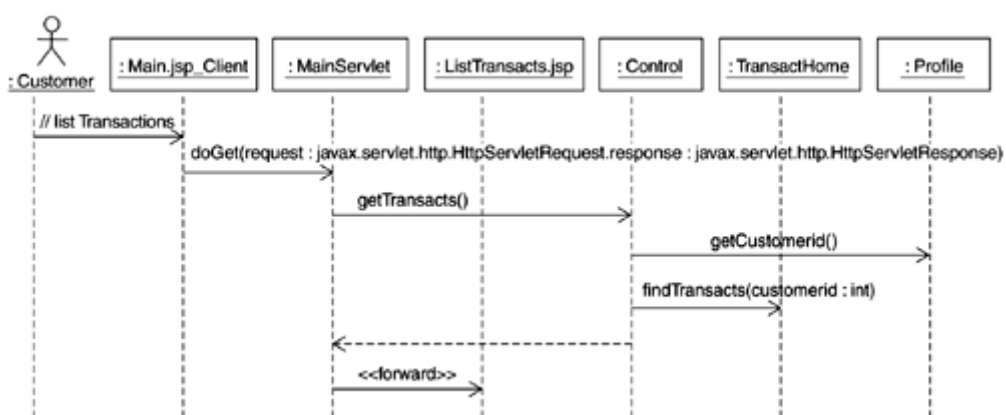 : Customer
: Main.jsp_Client
: MainServlet
: ListTransacts.jsp
: Control
: TransactHome
: Profile
// list Transactions
doGet(request : javax.servlet.http.HttpServletRequest.response : javax.servlet.http.HttpServletResponse)
getTransacts()
getCustomerid()
findTransacts(customerid : int)
<<forward>>